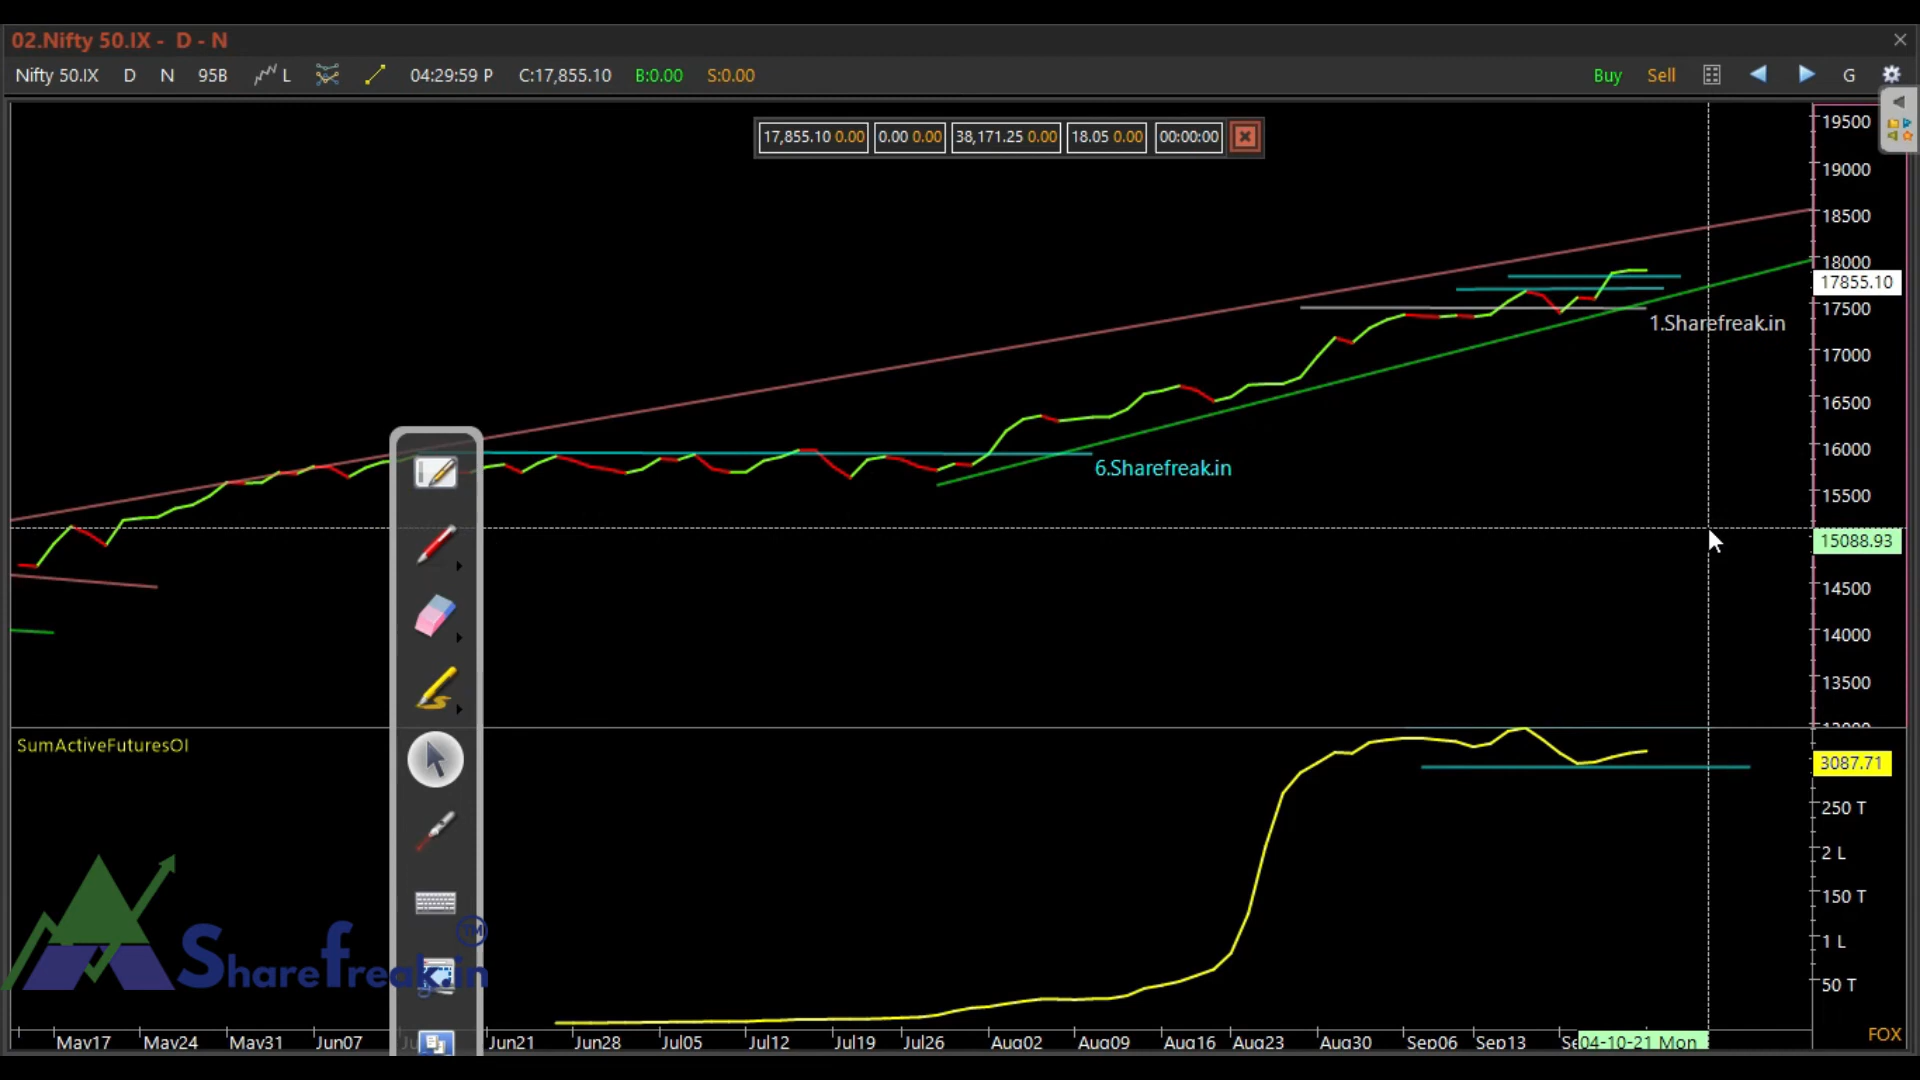 02.Nifty 50.IX - D - N
Nifty 50.IX D N 95B L 04:29:59 P C:17,855.10 B:0.00 S:0.00 Buy Sell G
17,855.10 0.00 0.00 0.00 38,171.25 0.00 18.05 0.00 00:00:00
19500
19000
18500
18000
17855.10
17500
1.Sharefreak.in
17000
16500
16000
6.Sharefreak.in
15500
15088.93
14500
14000
13500
SumActiveFuturesOI
3087.71
250 T
2 L
150 T
1 L
50 T
Sharefreak.in TM
May17 May24 May31 Jun07 Jun21 Jun28 Jul05 Jul12 Jul19 Jul26 Aug02 Aug09 Aug16 Aug23 Aug30 Sep06 Sep13 04-10-21 Mon
FOX